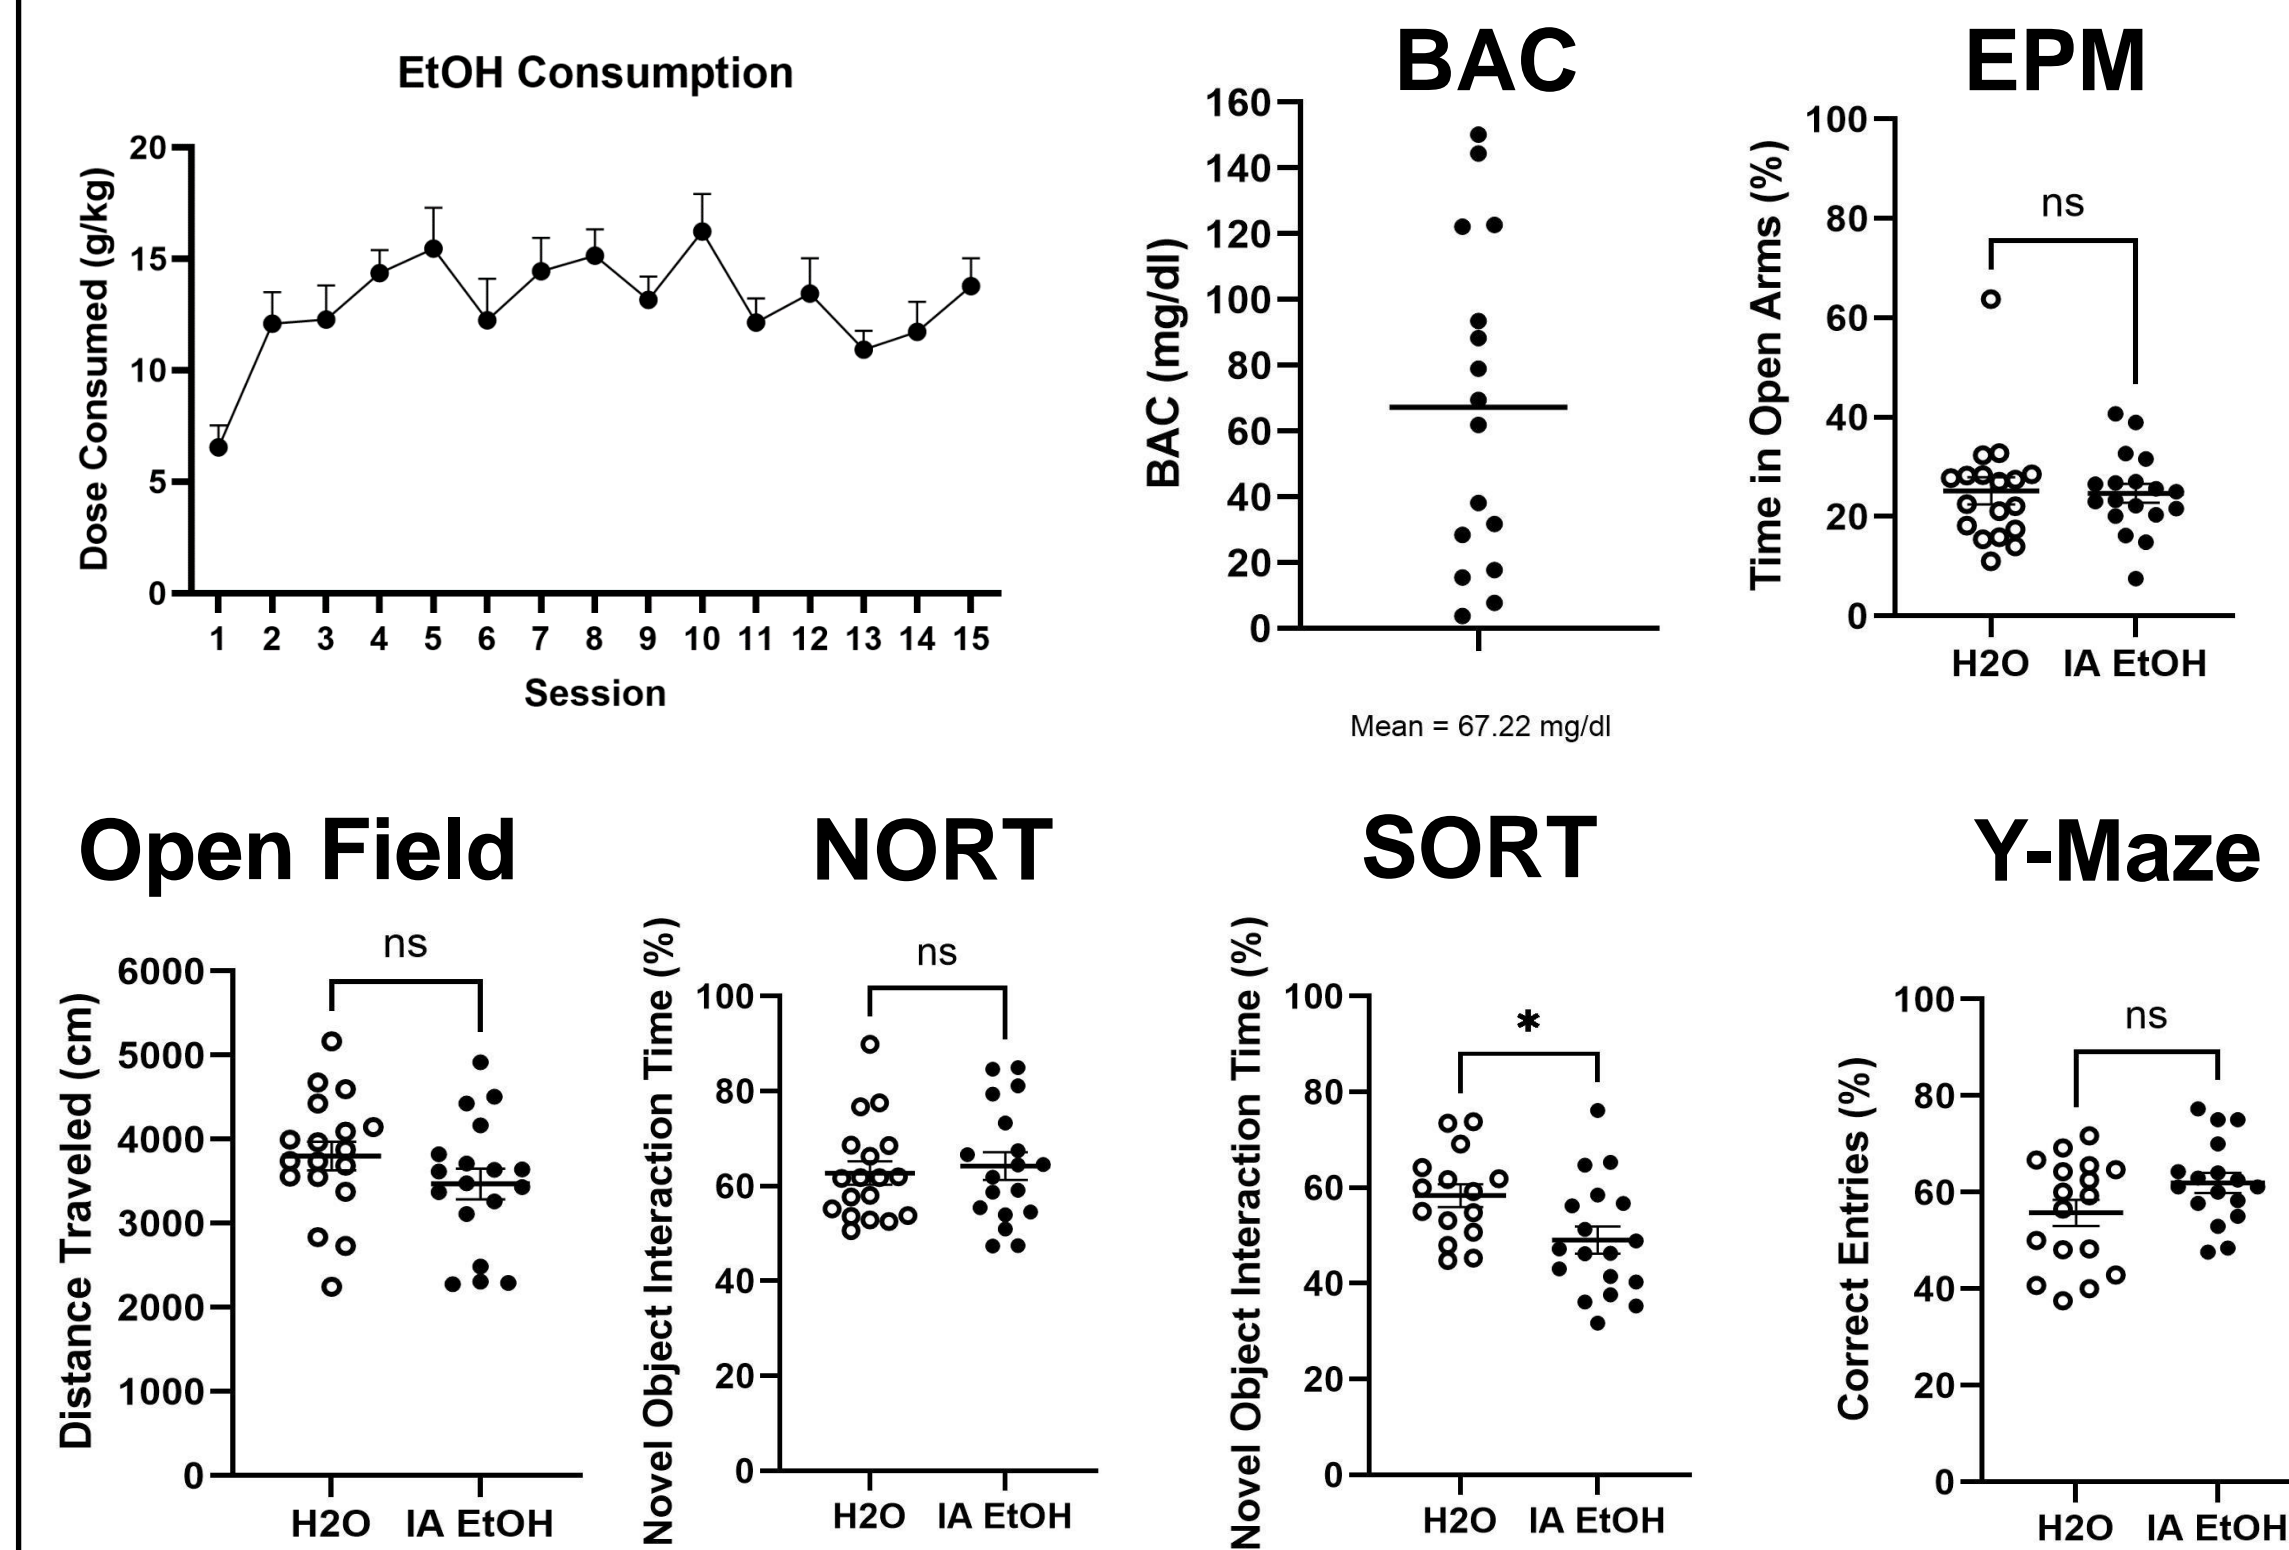 EtOH Consumption
Dose Consumed (g/kg)
20
15
10
5
0
1 2 3 4 5 6 7 8 9 10 11 12 13 14 15
Session
BAC
BAC (mg/dl)
160
140
120
100
80
60
40
20
0
Mean = 67.22 mg/dl
EPM
Time in Open Arms (%)
100
80
60
40
20
0
ns
H2O IA EtOH
Open Field
Distance Traveled (cm)
6000
5000
4000
3000
2000
1000
0
ns
H2O IA EtOH
NORT
Novel Object Interaction Time (%)
100
80
60
40
20
0
ns
H2O IA EtOH
SORT
Novel Object Interaction Time (%)
100
80
60
40
20
0
*
H2O IA EtOH
Y-Maze
Correct Entries (%)
100
80
60
40
20
0
ns
H2O IA EtOH